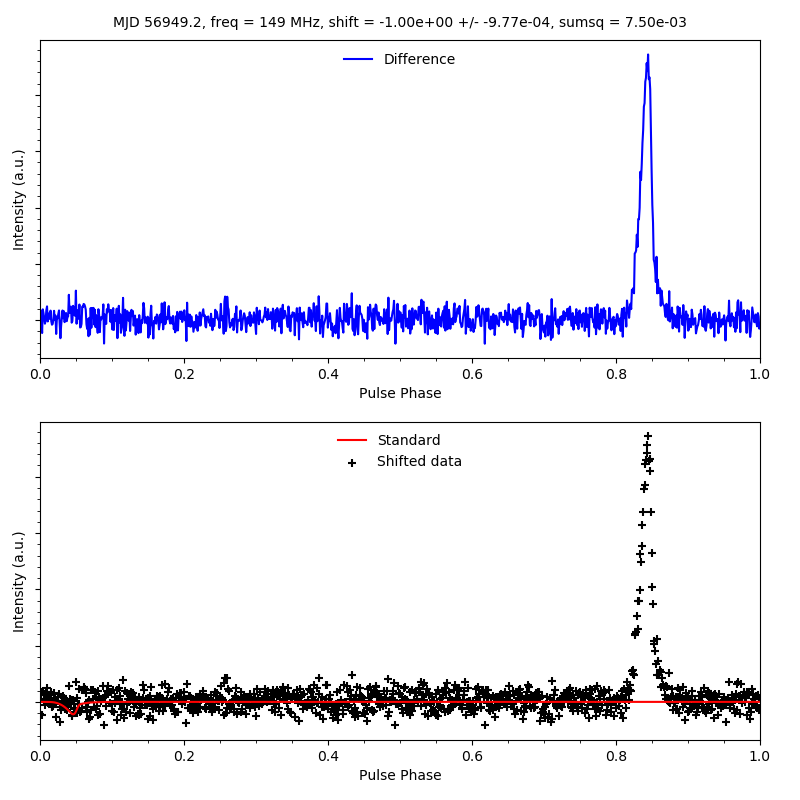 MJD 56949.2, freq = 149 MHz, shift = -1.00e+00 +/- -9.77e-04, sumsq = 7.50e-03
Difference
Intensity (a.u.)
0.0 0.2 0.4 0.6 0.8 1.0
Pulse Phase
Standard
Shifted data
Intensity (a.u.)
0.0 0.2 0.4 0.6 0.8 1.0
Pulse Phase